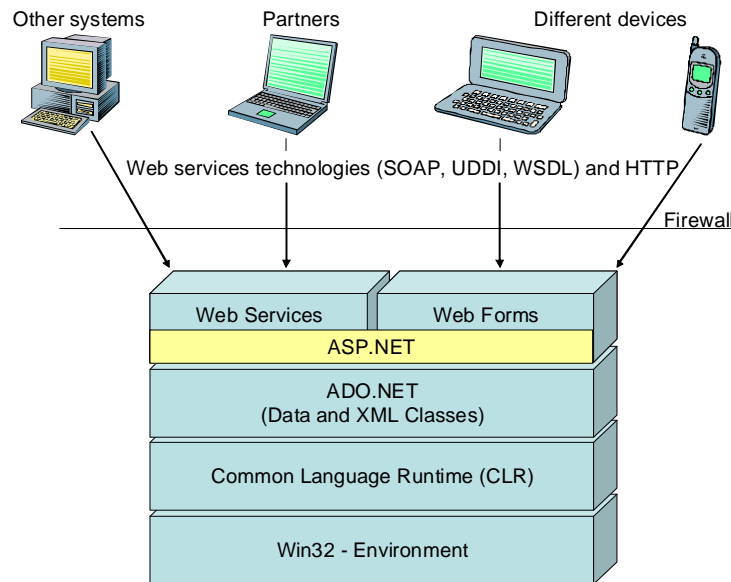 Other systems
Partners
Different devices
Web services technologies (SOAP, UDDI, WSDL) and HTTP
Firewall
Web Services
Web Forms
ASP.NET
ADO.NET
(Data and XML Classes)
Common Language Runtime (CLR)
Win32 - Environment